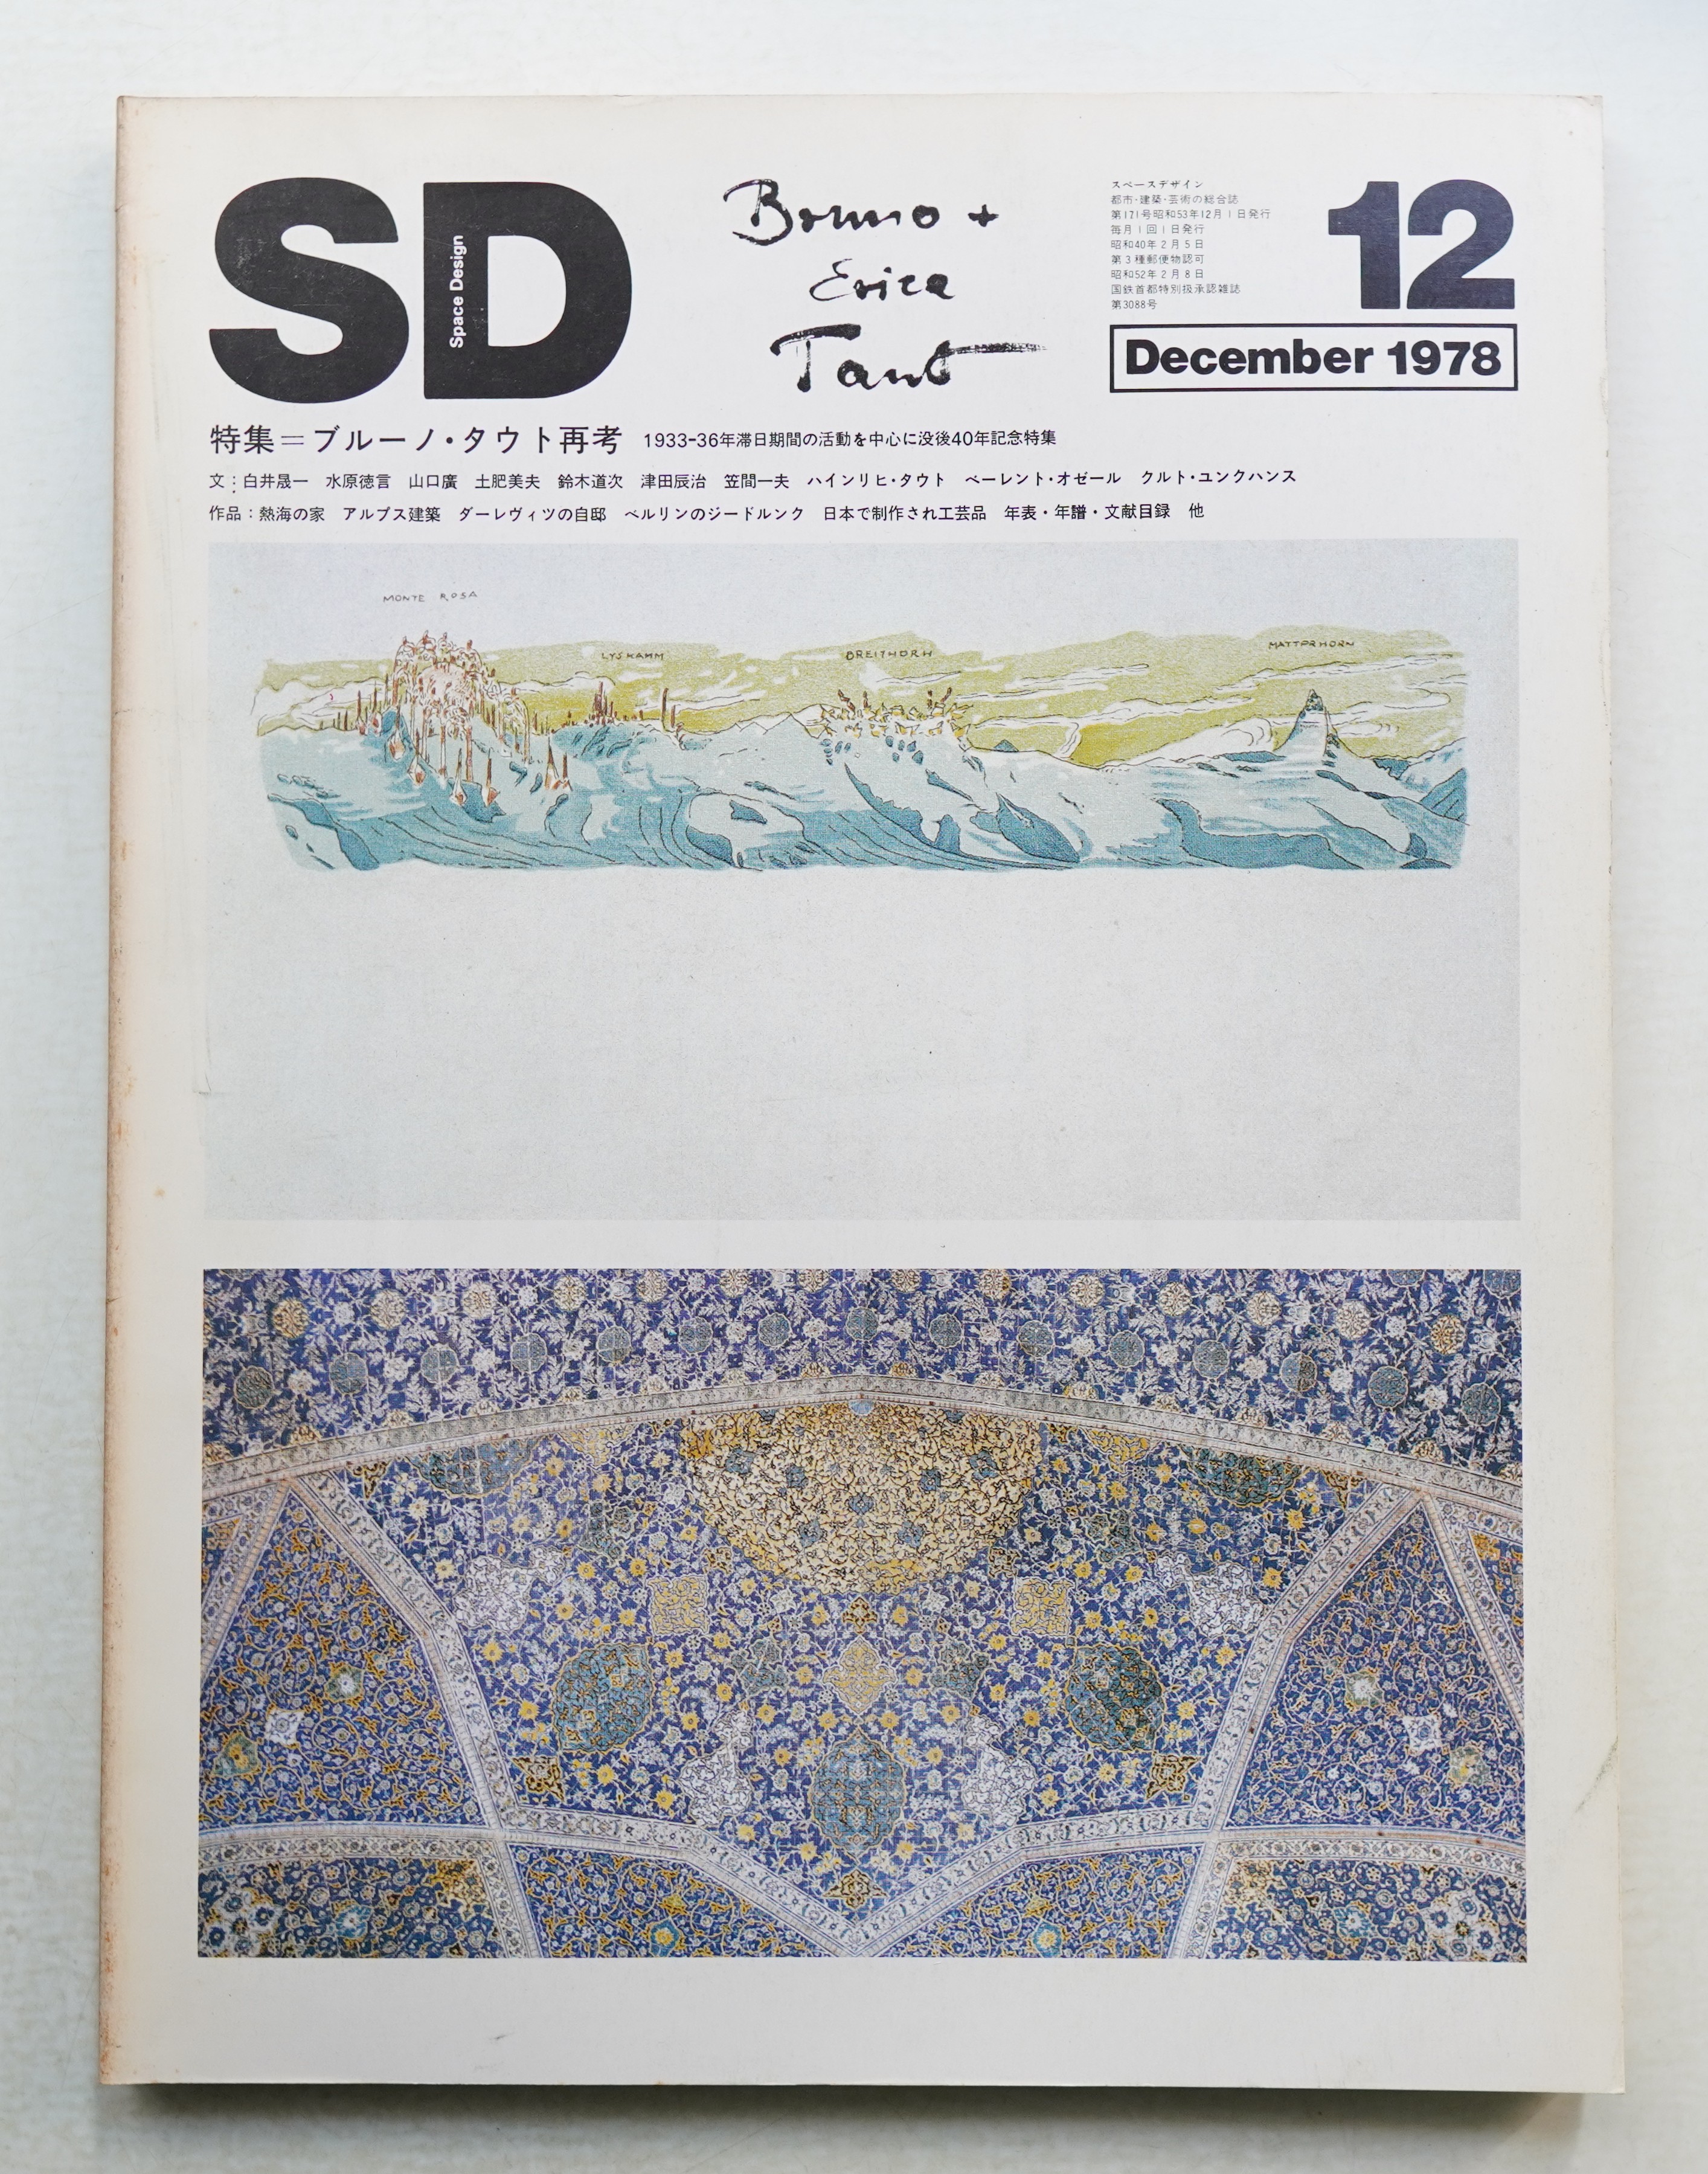 SD
Space Design
Bruno +
Erica
Taut
スペースデザイン
都市・建築・芸術の総合誌
第171号昭和53年12月1日発行
毎月1回1日発行
昭和40年2月5日
第3種郵便物認可
昭和52年2月8日
国鉄首都特別扱承認雑誌
第3088号
12
December 1978
特集=ブルーノ・タウト再考 1933-36年滞日期間の活動を中心に没後40年記念特集
文:白井晟一 水原徳言 山口廣 土肥美夫 鈴木道次 津田辰治 笠間一夫 ハインリヒ・タウト ベーレント・オゼール クルト・ユンクハンス
作品:熱海の家 アルプス建築 ダーレヴィツの自邸 ベルリンのジードルンク 日本で制作され工芸品 年表・年譜・文献目録 他
MONTE ROSA
LYSKAMM
BREITHORN
MATTERHORN